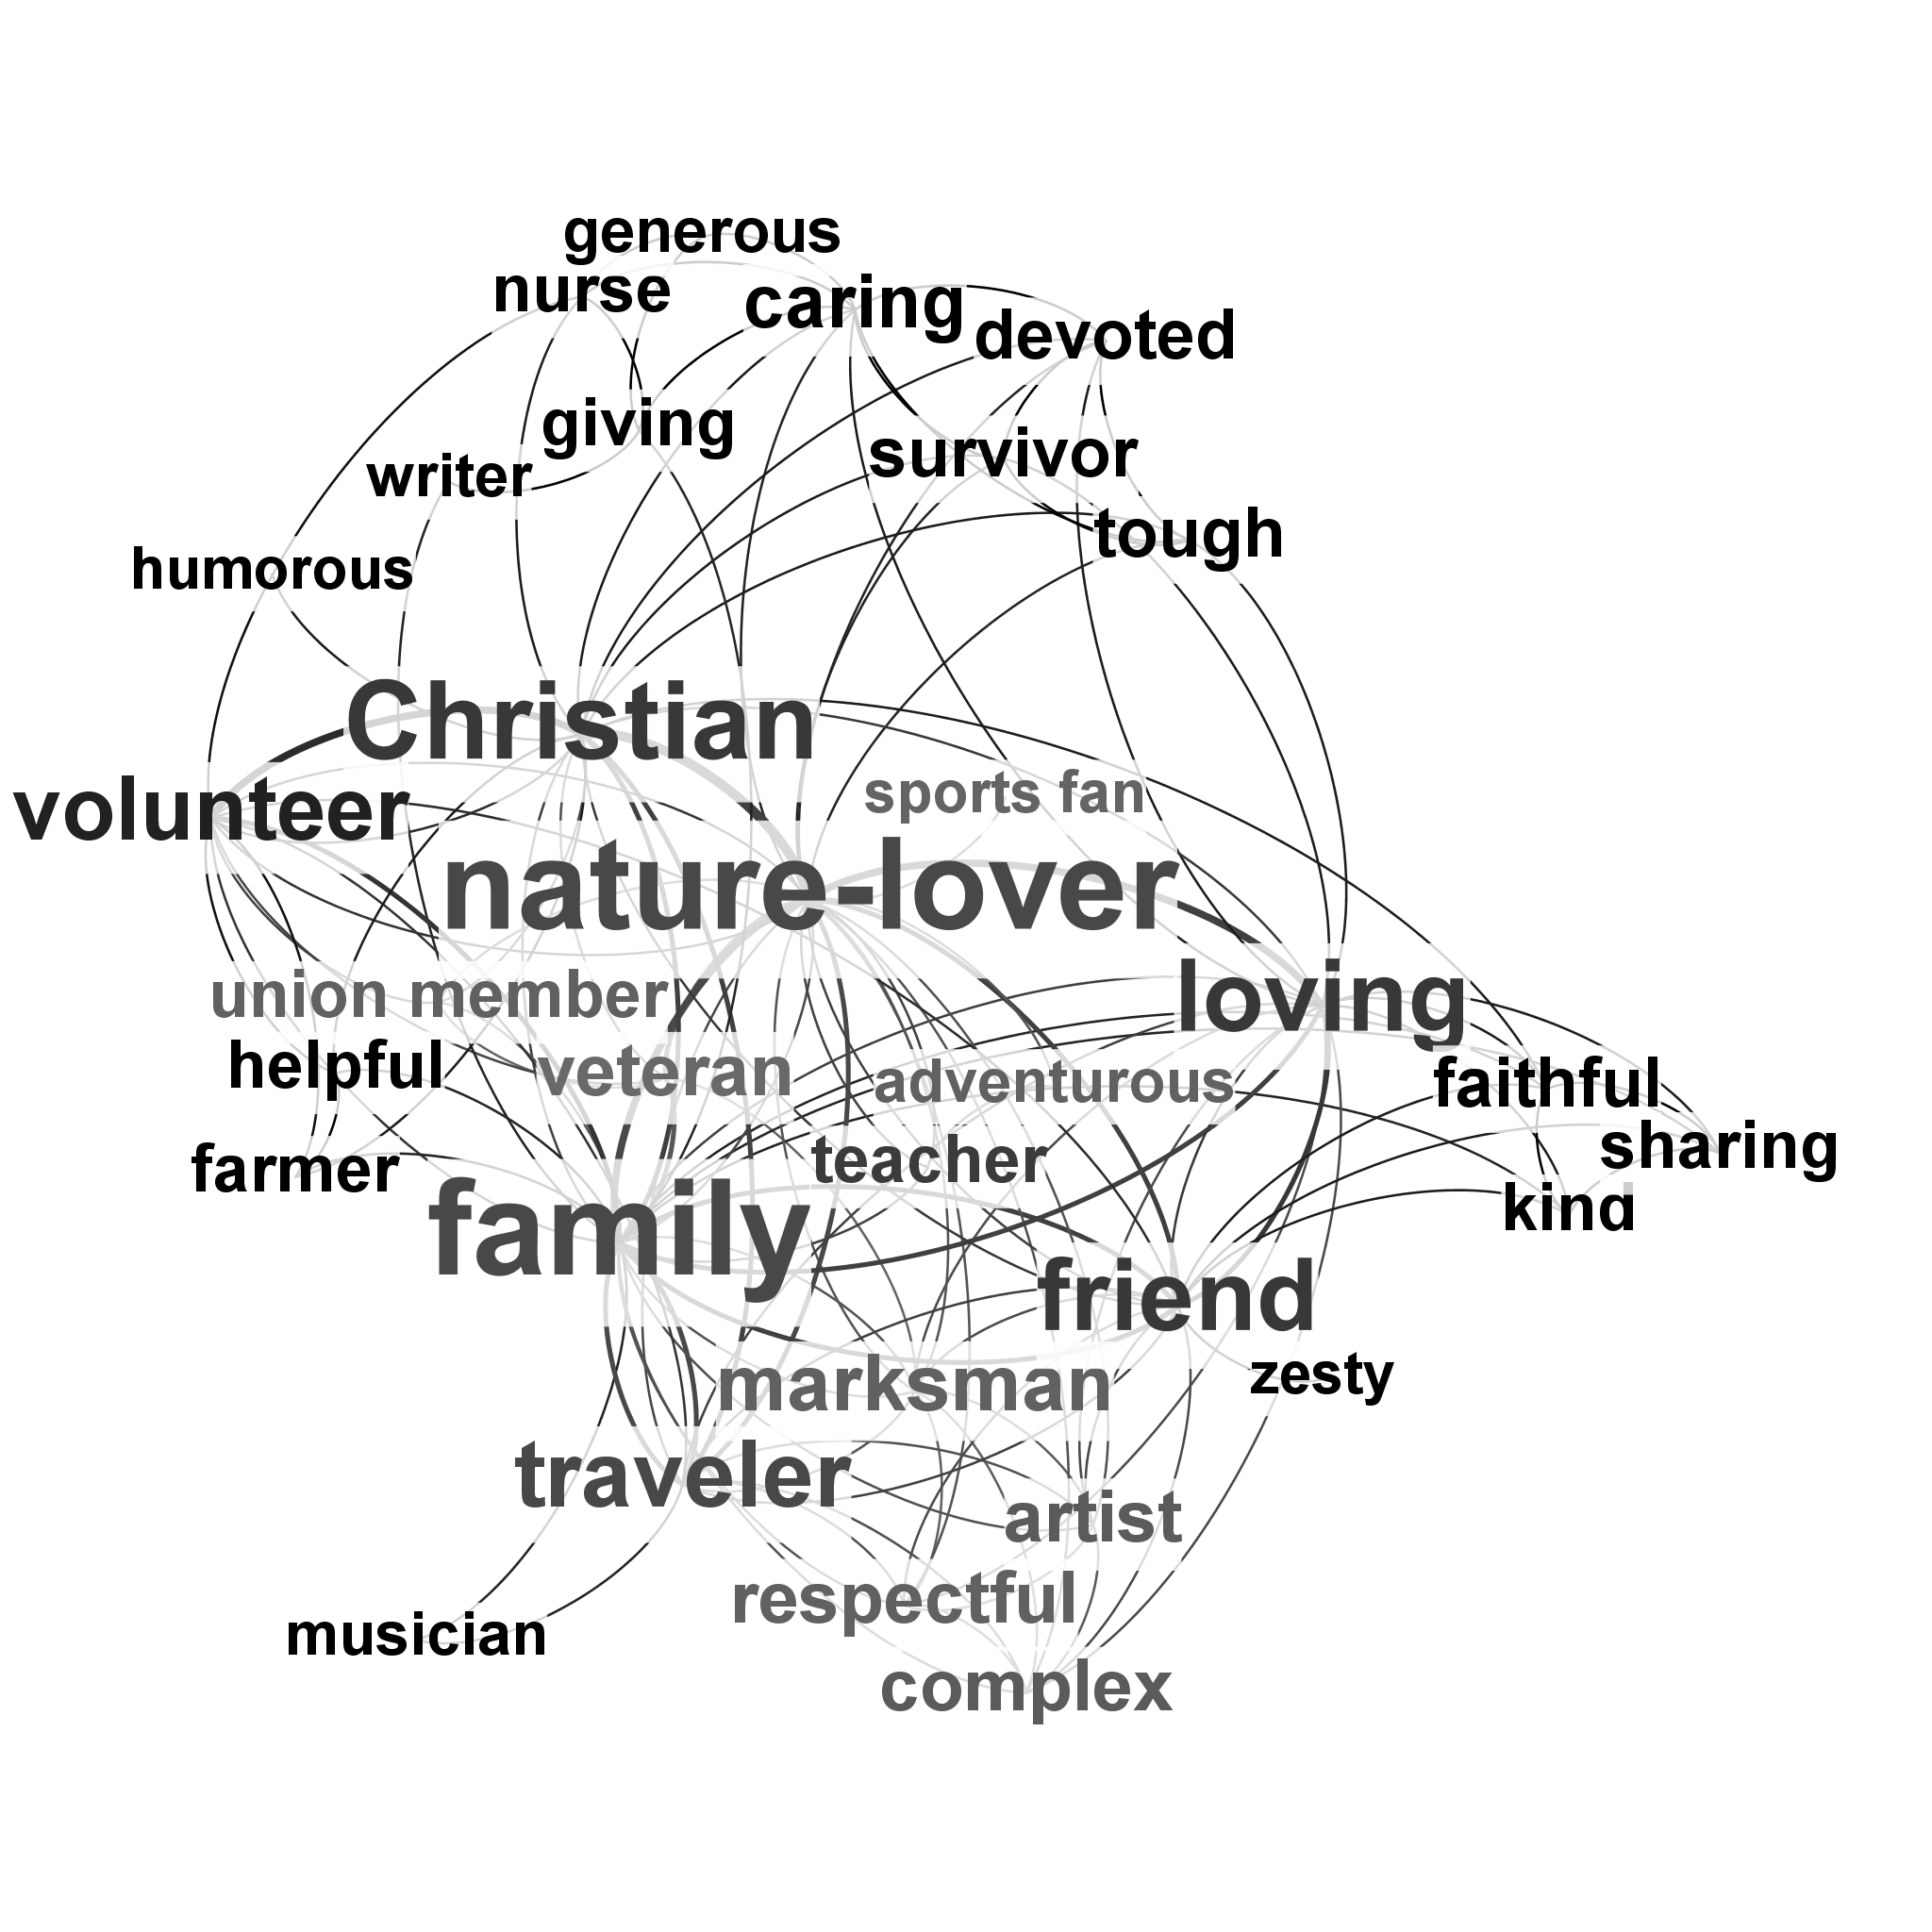 generous
nurse
caring
devoted
giving
survivor
writer
tough
humorous
Christian
sports fan
volunteer
nature-lover
union member
loving
helpful
veteran
adventurous
faithful
farmer
teacher
sharing
kind
family
friend
marksman
zesty
traveler
artist
respectful
musician
complex